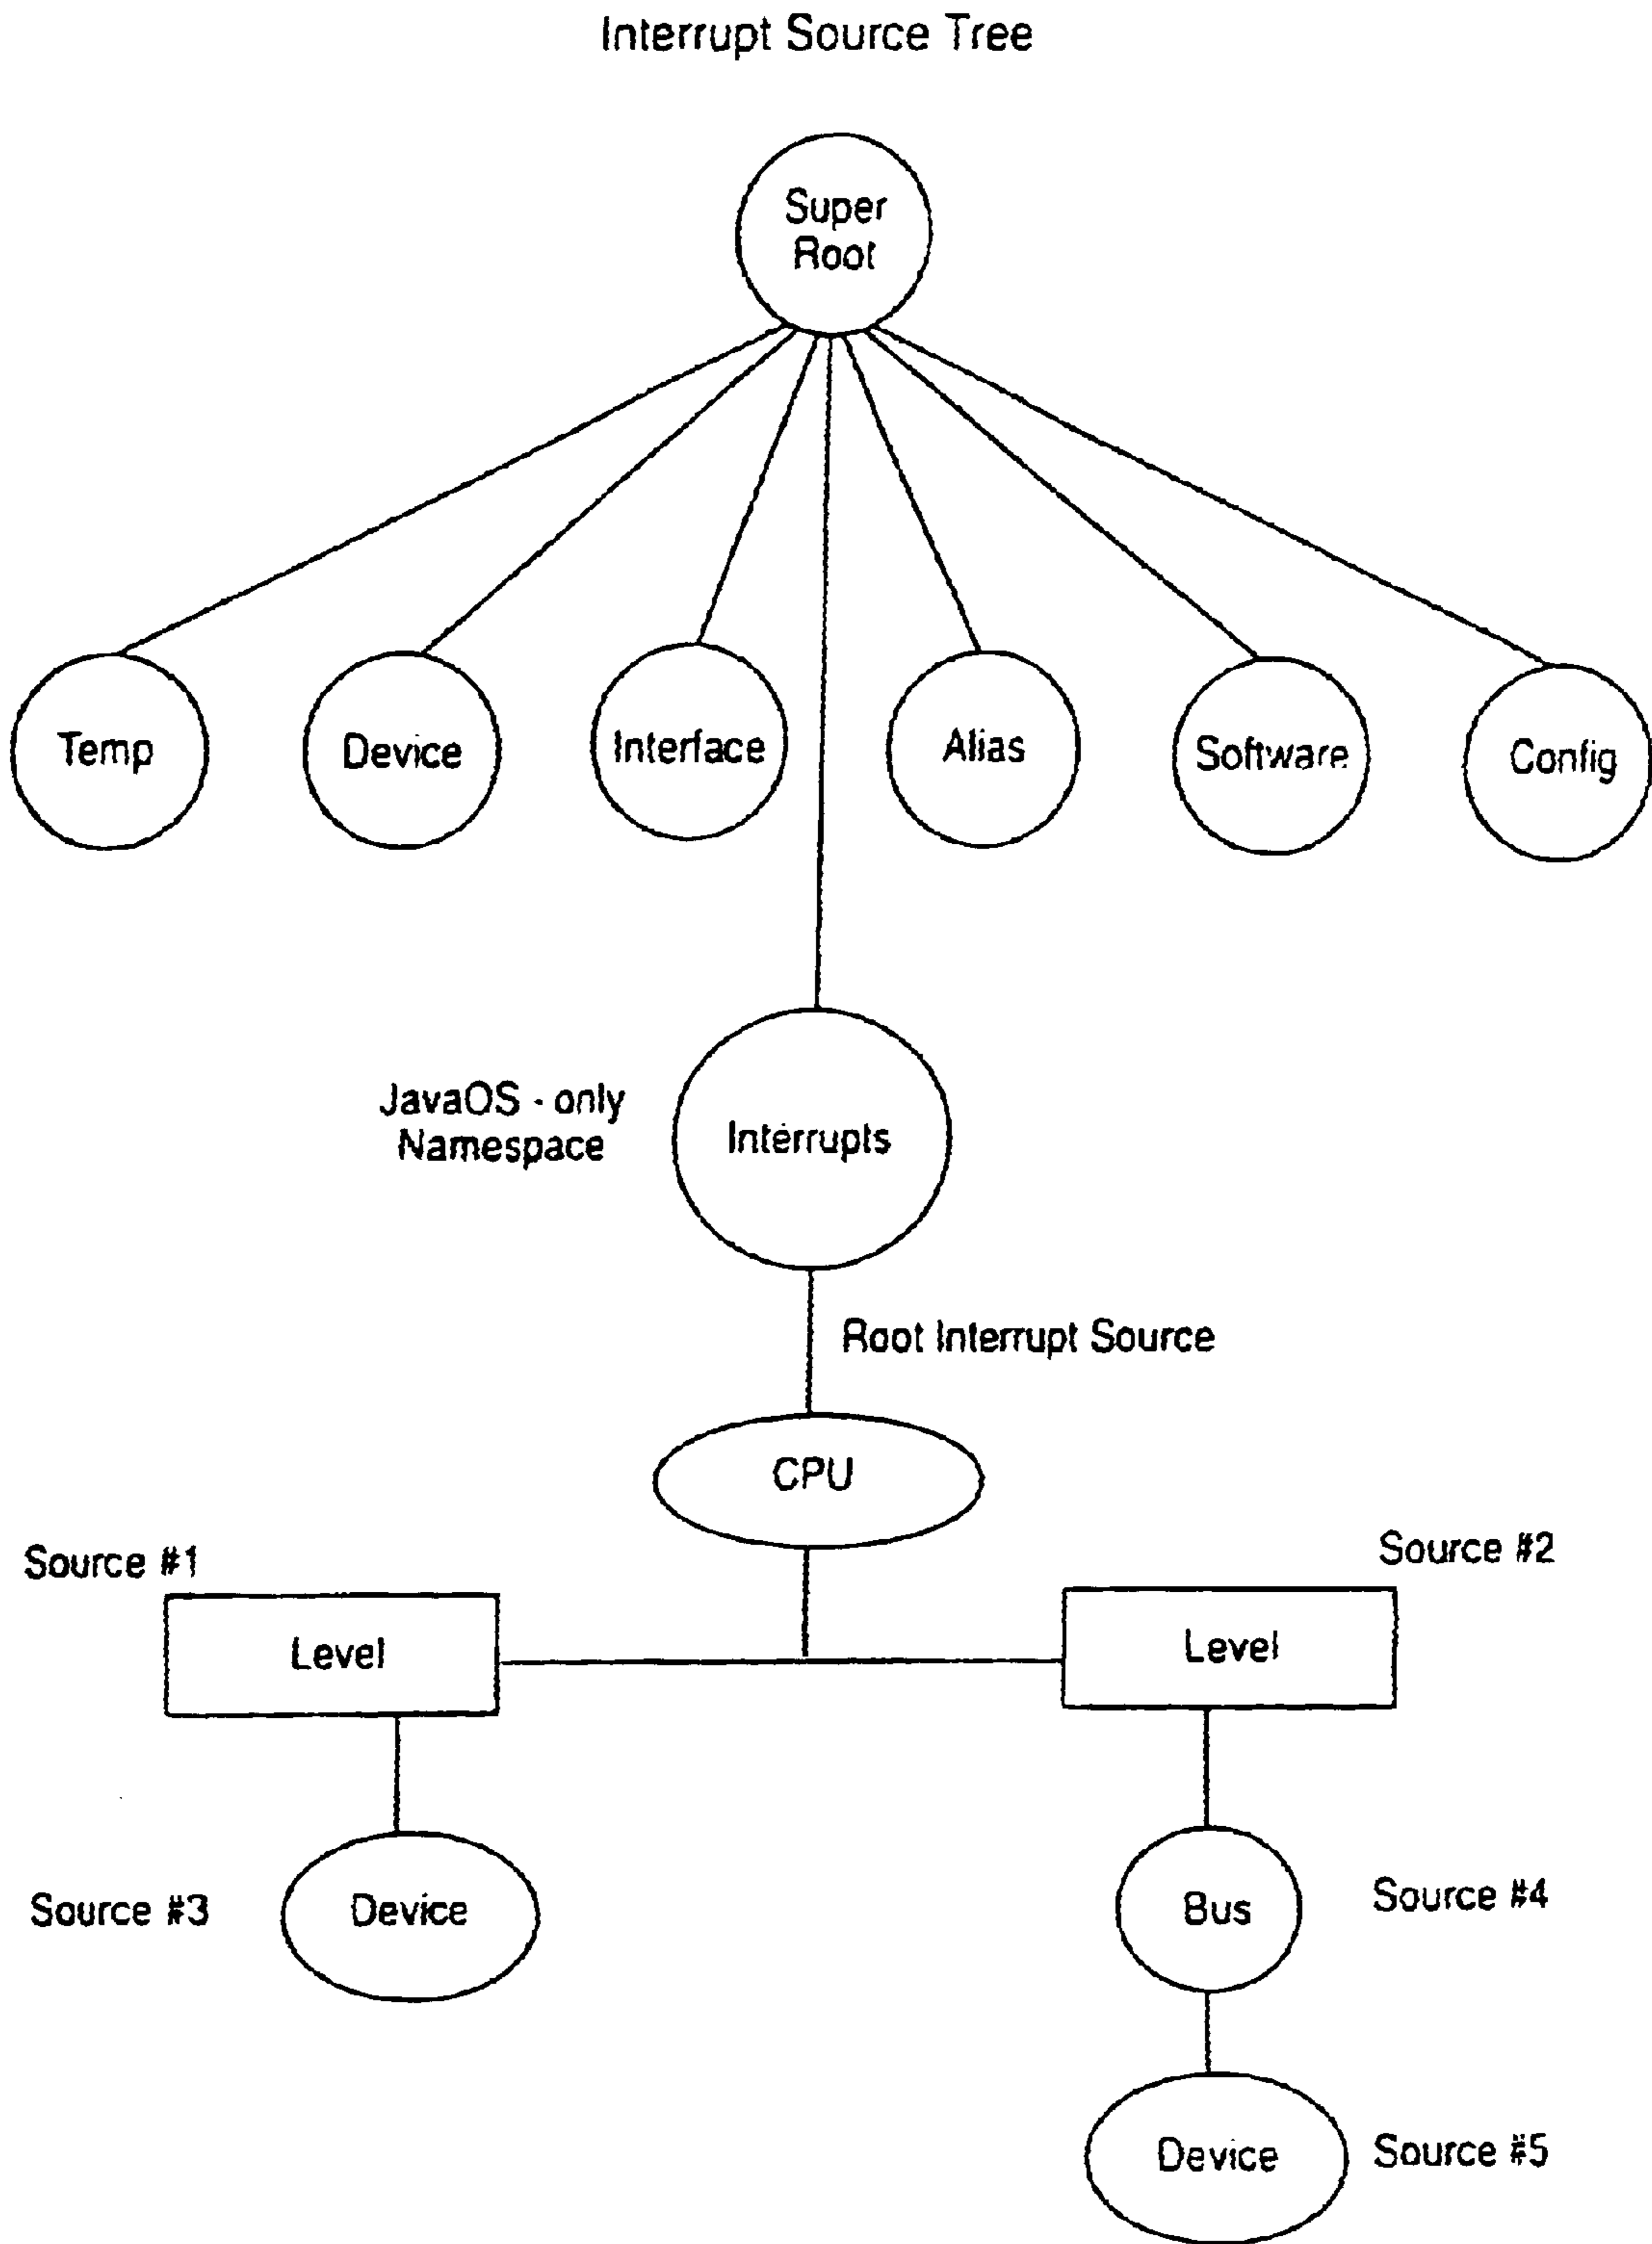 Interrupt Source Tree
Super
Root
Temp
Device
Interface
Alias
Software
Config
JavaOS - only
Namespace
Interrupts
Root Interrupt Source
CPU
Source #1
Source #2
Level
Level
Source #3
Device
Bus
Source #4
Device
Source #5